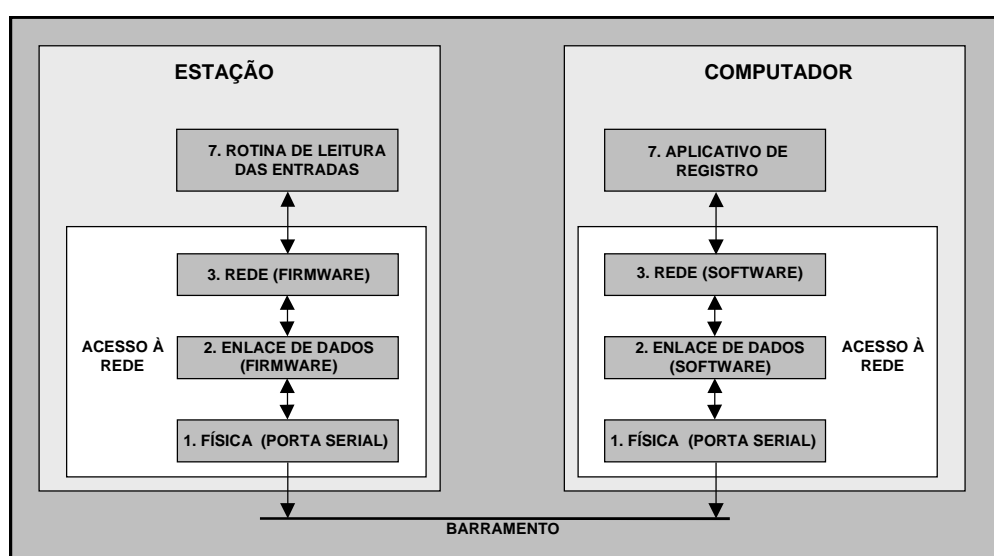 ESTAÇÃO
7. ROTINA DE LEITURA
DAS ENTRADAS
3. REDE (FIRMWARE)
ACESSO À
REDE
2. ENLACE DE DADOS
(FIRMWARE)
1. FÍSICA (PORTA SERIAL)
COMPUTADOR
7. APLICATIVO DE
REGISTRO
3. REDE (SOFTWARE)
2. ENLACE DE DADOS
(SOFTWARE)
ACESSO À
REDE
1. FÍSICA (PORTA SERIAL)
BARRAMENTO